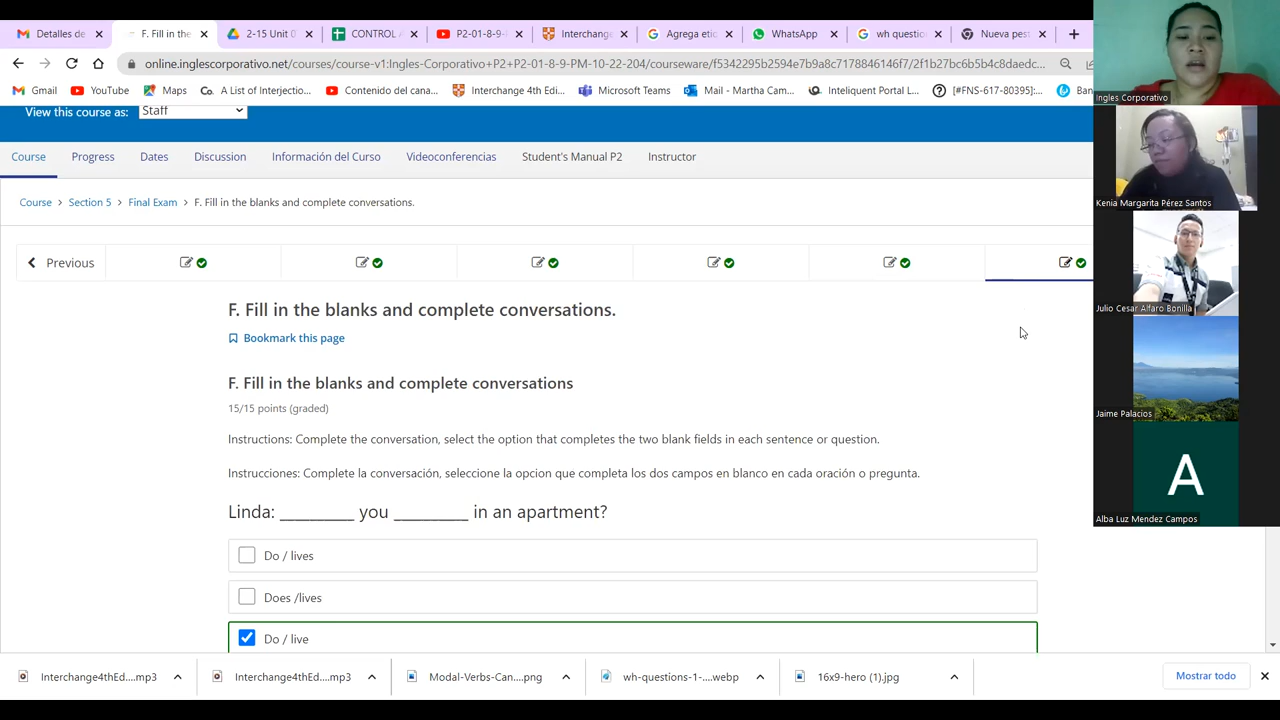 Detalles de
F. Fill in the
2-15 Unit 0
CONTROL A
P2-01-8-9-
Interchange
Agrega etic
WhatsApp
wh questio
Nueva pest
online.inglescorporativo.net/courses/course-v1:Ingles-Corporativo+P2+P2-01-8-9-PM-10-22-204/courseware/f5342295b2594e7b9a8c7178846146f7/2f1b27bc6b5b4c8daedc...
Gmail
YouTube
Maps
A List of Interjectio...
Contenido del cana...
Interchange 4th Edi...
Microsoft Teams
Mail - Martha Cam...
Inteliquent Portal L...
[#FNS-617-80395]:...
Ban
View this course as:
Staff
Course
Progress
Dates
Discussion
Información del Curso
Videoconferencias
Student's Manual P2
Instructor
Course > Section 5 > Final Exam > F. Fill in the blanks and complete conversations.
Previous
F. Fill in the blanks and complete conversations.
Bookmark this page
F. Fill in the blanks and complete conversations
15/15 points (graded)
Instructions: Complete the conversation, select the option that completes the two blank fields in each sentence or question.
Instrucciones: Complete la conversación, seleccione la opcion que completa los dos campos en blanco en cada oración o pregunta.
Linda: __________ you __________ in an apartment?
Do / lives
Does /lives
Do / live
Interchange4thEd....mp3
Interchange4thEd....mp3
Modal-Verbs-Can....png
wh-questions-1-....webp
16x9-hero (1).jpg
Mostrar todo
Ingles Corporativo
Kenia Margarita Pérez Santos
Julio Cesar Alfaro Bonilla
Jaime Palacios
A
Alba Luz Mendez Campos